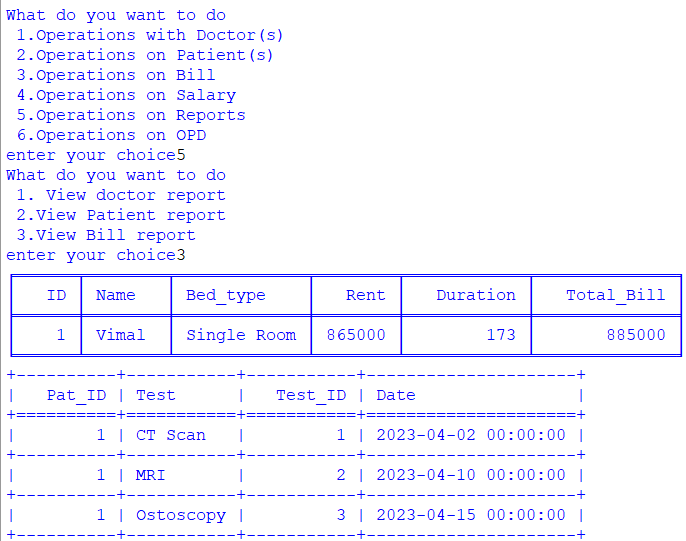 What do you want to do
1.Operations with Doctor(s)
2.Operations on Patient(s)
3.Operations on Bill
4.Operations on Salary
5.Operations on Reports
6.Operations on OPD
enter your choice5
What do you want to do
1. View doctor report
2.View Patient report
3.View Bill report
enter your choice3
ID Name Bed_type Rent Duration Total_Bill
1 Vimal Single Room 865000 173 885000
Pat_ID Test Test_ID Date
1 CT Scan 1 2023-04-02 00:00:00
1 MRI 2 2023-04-10 00:00:00
1 Ostoscopy 3 2023-04-15 00:00:00